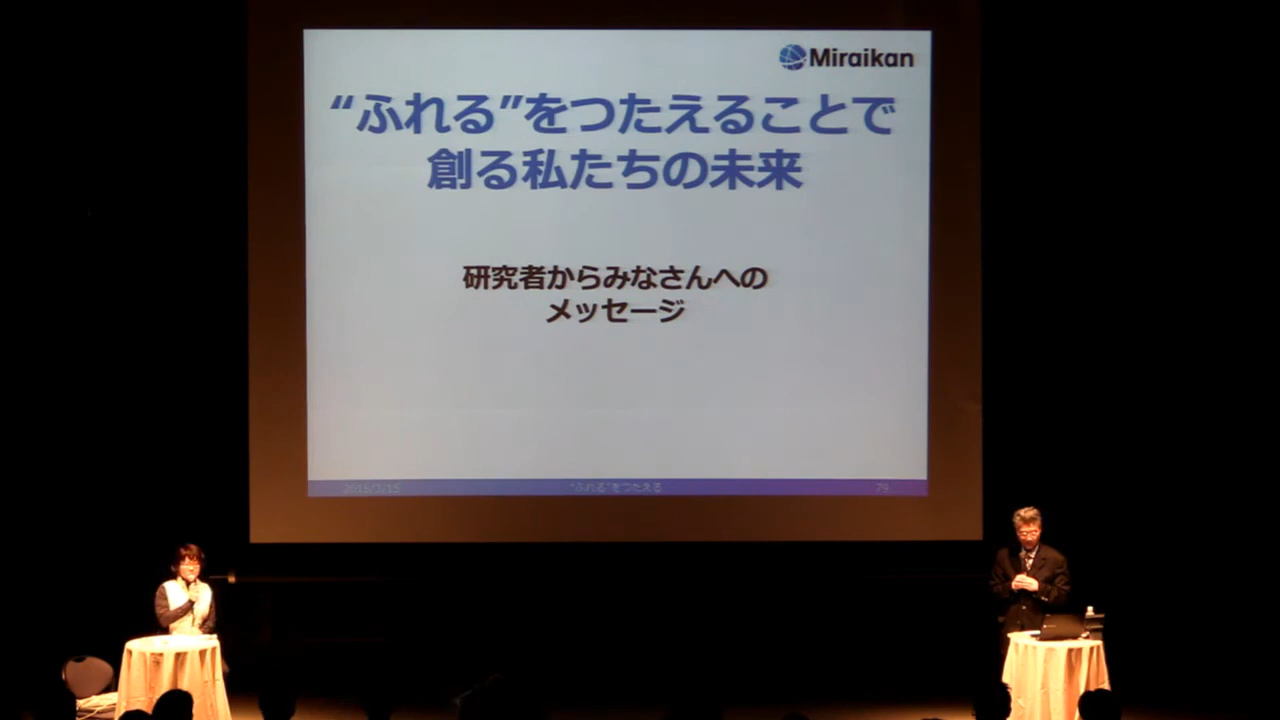 Miraikan
“ふれる”をつたえることで
創る私たちの未来
研究者からみなさんへの
メッセージ
“ふれる”をつたえる
79